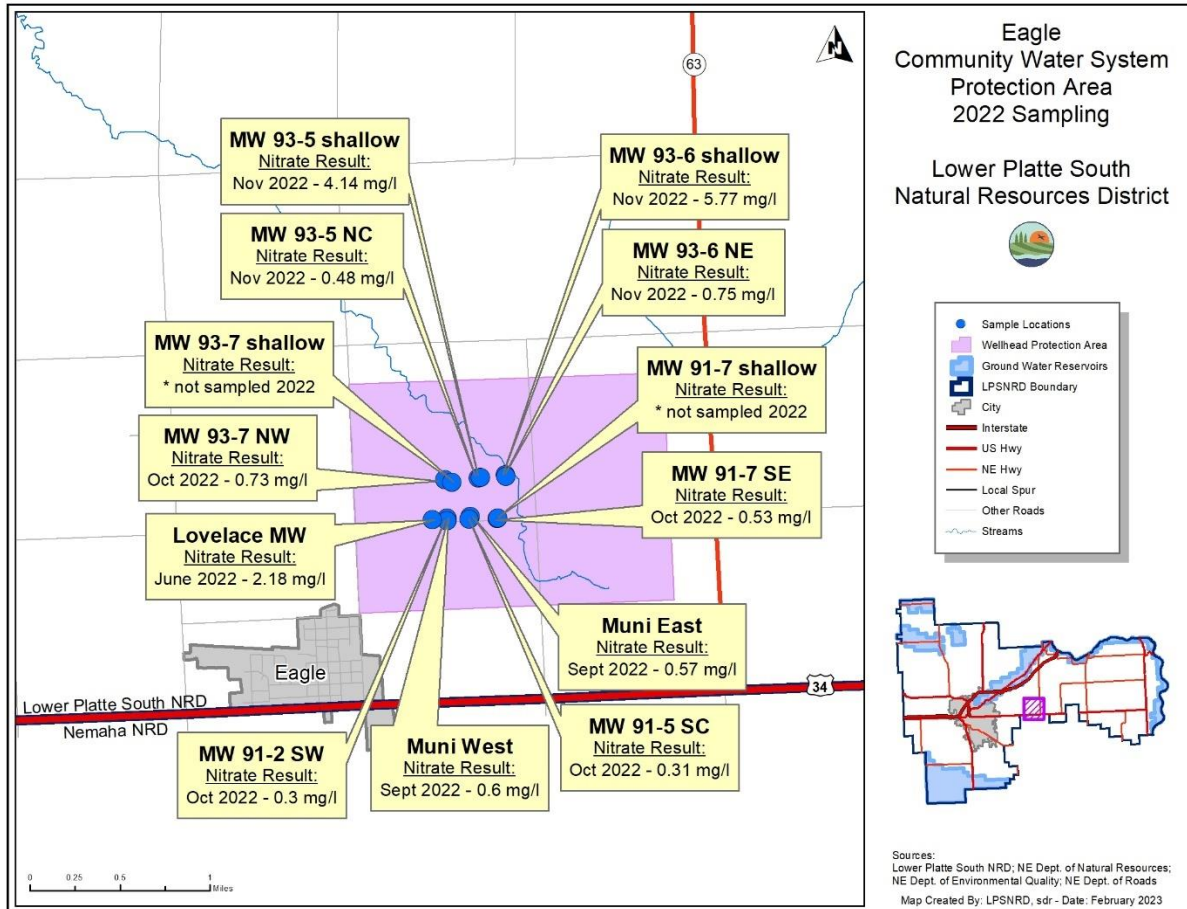 Eagle
Community Water System
Protection Area
2022 Sampling
Lower Platte South
Natural Resources District
N
63
MW 93-5 shallow
Nitrate Result:
Nov 2022 - 4.14 mg/l
MW 93-6 shallow
Nitrate Result:
Nov 2022 - 5.77 mg/l
MW 93-5 NC
Nitrate Result:
Nov 2022 - 0.48 mg/l
MW 93-6 NE
Nitrate Result:
Nov 2022 - 0.75 mg/l
MW 93-7 shallow
Nitrate Result:
* not sampled 2022
MW 91-7 shallow
Nitrate Result:
* not sampled 2022
MW 93-7 NW
Nitrate Result:
Oct 2022 - 0.73 mg/l
MW 91-7 SE
Nitrate Result:
Oct 2022 - 0.53 mg/l
Lovelace MW
Nitrate Result:
June 2022 - 2.18 mg/l
Muni East
Nitrate Result:
Sept 2022 - 0.57 mg/l
Eagle
34
Lower Platte South NRD
Nemaha NRD
MW 91-2 SW
Nitrate Result:
Oct 2022 - 0.3 mg/l
Muni West
Nitrate Result:
Sept 2022 - 0.6 mg/l
MW 91-5 SC
Nitrate Result:
Oct 2022 - 0.31 mg/l
0 0.25 0.5 1
Miles
Sample Locations
Wellhead Protection Area
Ground Water Reservoirs
LPSNRD Boundary
City
Interstate
US Hwy
NE Hwy
Local Spur
Other Roads
Streams
Sources:
Lower Platte South NRD; NE Dept. of Natural Resources;
NE Dept. of Environmental Quality; NE Dept. of Roads
Map Created By: LPSNRD, sdr - Date: February 2023